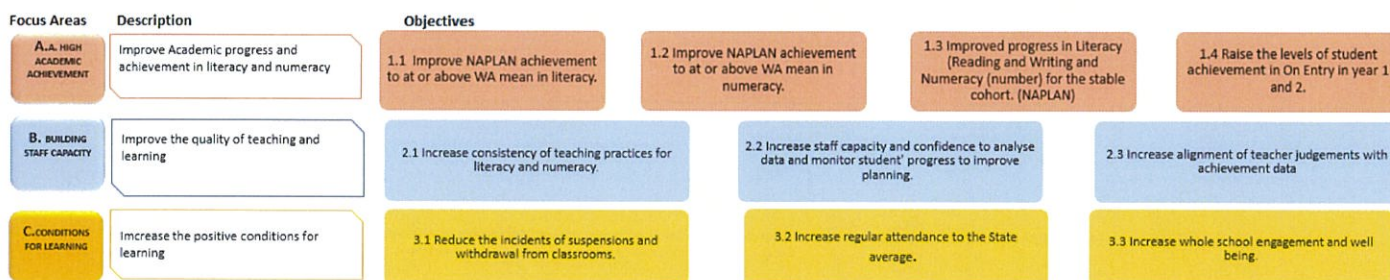 Focus Areas Description Objectives
A.A. HIGH ACADEMIC ACHIEVEMENT
Improve Academic progress and
achievement in literacy and numeracy
1.1 Improve NAPLAN achievement
to at or above WA mean in literacy.
1.2 Improve NAPLAN achievement
to at or above WA mean in
numeracy.
1.3 Improved progress in Literacy
(Reading and Writing and
Numeracy (number) for the stable
cohort. (NAPLAN)
1.4 Raise the levels of student
achievement in On Entry in year 1
and 2.
B. BUILDING
STAFF CAPACITY
Improve the quality of teaching and
learning
2.1 Increase consistency of teaching practices for
literacy and numeracy.
2.2 Increase staff capacity and confidence to analyse
data and monitor student' progress to improve
planning.
2.3 Increase alignment of teacher judgements with
achievement data
C.CONDITIONS
FOR LEARNING
Imcrease the positive conditions for
learning
3.1 Reduce the incidents of suspensions and
withdrawal from classrooms.
3.2 Increase regular attendance to the State
average.
3.3 Increase whole school engagement and well
being.